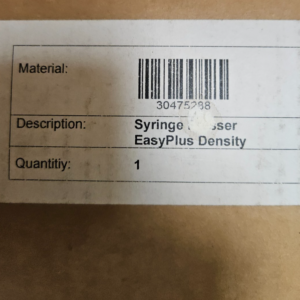 Material:
30475288
Description: Syringe
EasyPlus Density
Quantitiy: 1